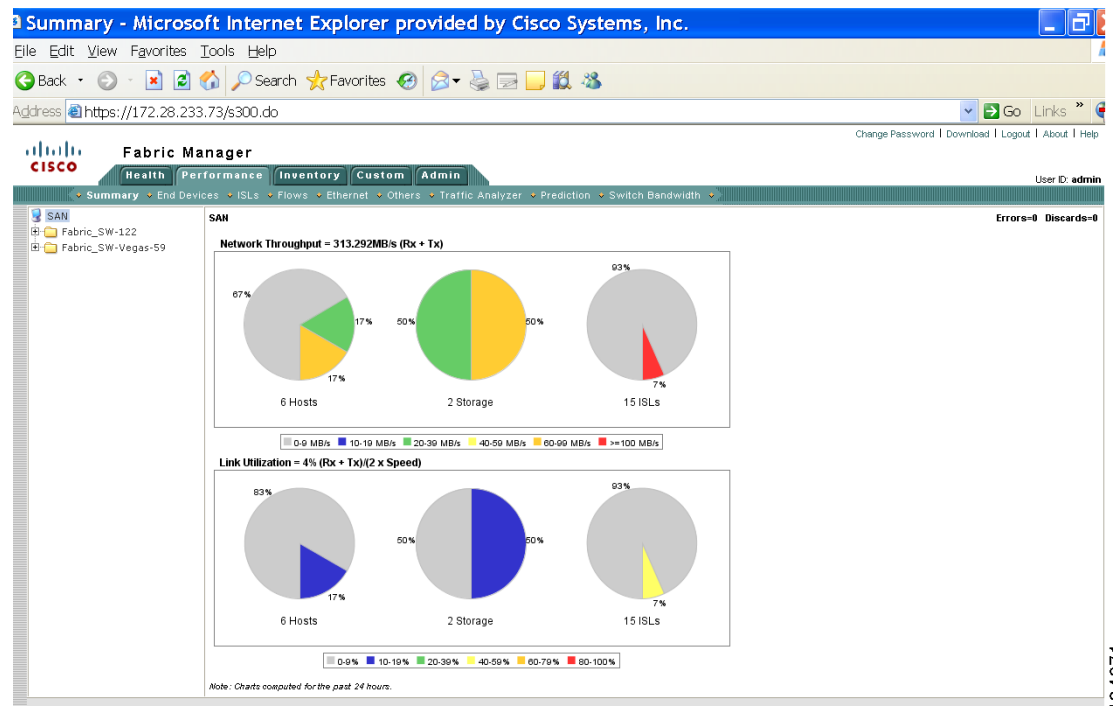 Summary - Microsoft Internet Explorer provided by Cisco Systems, Inc.
File Edit View Favorites Tools Help
Back Search Favorites
Address https://172.28.233.73/s300.do Go Links »
Change Password | Download | Logout | About | Help
CISCO Fabric Manager
Health Performance Inventory Custom Admin
User ID: admin
Summary End Devices ISLs Flows Ethernet Others Traffic Analyzer Prediction Switch Bandwidth
SAN
Fabric_SW-122
Fabric_SW-Vegas-59
SAN
Errors=0 Discards=0
Network Throughput = 313.292MB/s (Rx + Tx)
67%
17%
17%
6 Hosts
50%
50%
2 Storage
93%
7%
15 ISLs
0-9 MB/s 10-19 MB/s 20-39 MB/s 40-59 MB/s 60-99 MB/s >=100 MB/s
Link Utilization = 4% (Rx + Tx)/(2 x Speed)
83%
17%
6 Hosts
50%
50%
2 Storage
93%
7%
15 ISLs
0-9% 10-19% 20-39% 40-59% 60-79% 80-100%
Note: Charts computed for the past 24 hours.